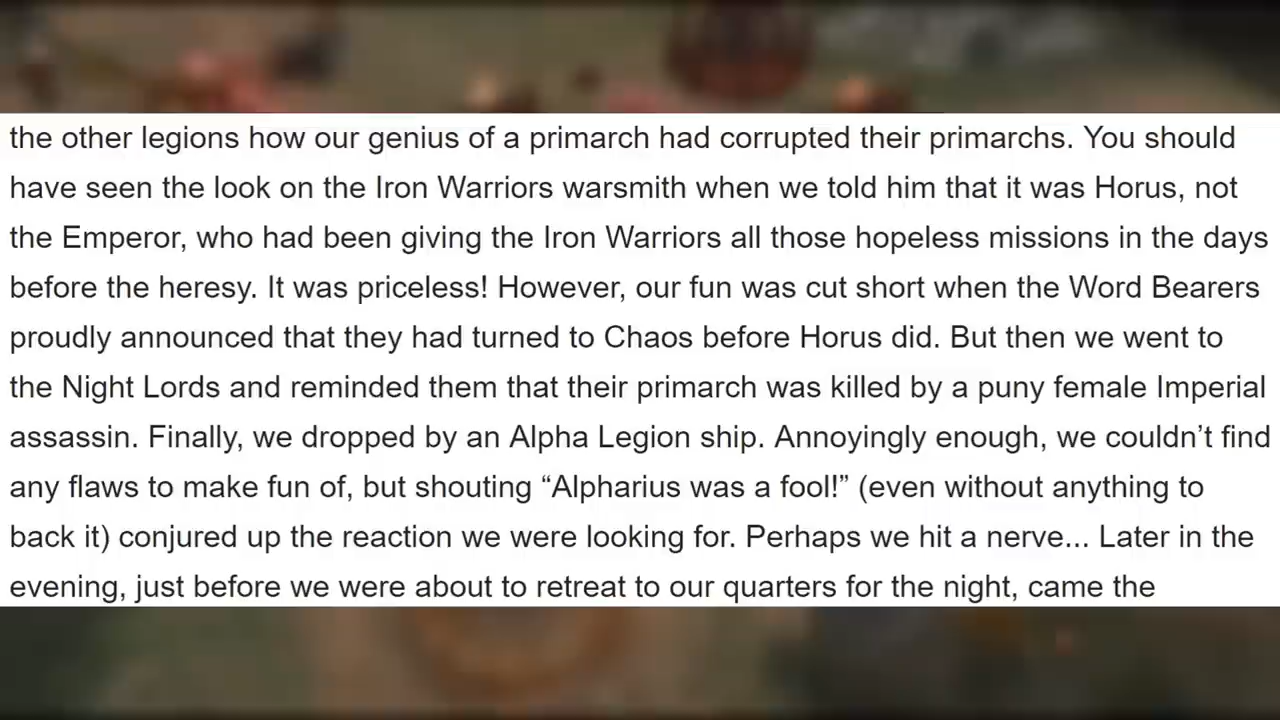 the other legions how our genius of a primarch had corrupted their primarchs. You should
have seen the look on the Iron Warriors warsmith when we told him that it was Horus, not
the Emperor, who had been giving the Iron Warriors all those hopeless missions in the days
before the heresy. It was priceless! However, our fun was cut short when the Word Bearers
proudly announced that they had turned to Chaos before Horus did. But then we went to
the Night Lords and reminded them that their primarch was killed by a puny female Imperial
assassin. Finally, we dropped by an Alpha Legion ship. Annoyingly enough, we couldn’t find
any flaws to make fun of, but shouting “Alpharius was a fool!” (even without anything to
back it) conjured up the reaction we were looking for. Perhaps we hit a nerve... Later in the
evening, just before we were about to retreat to our quarters for the night, came the